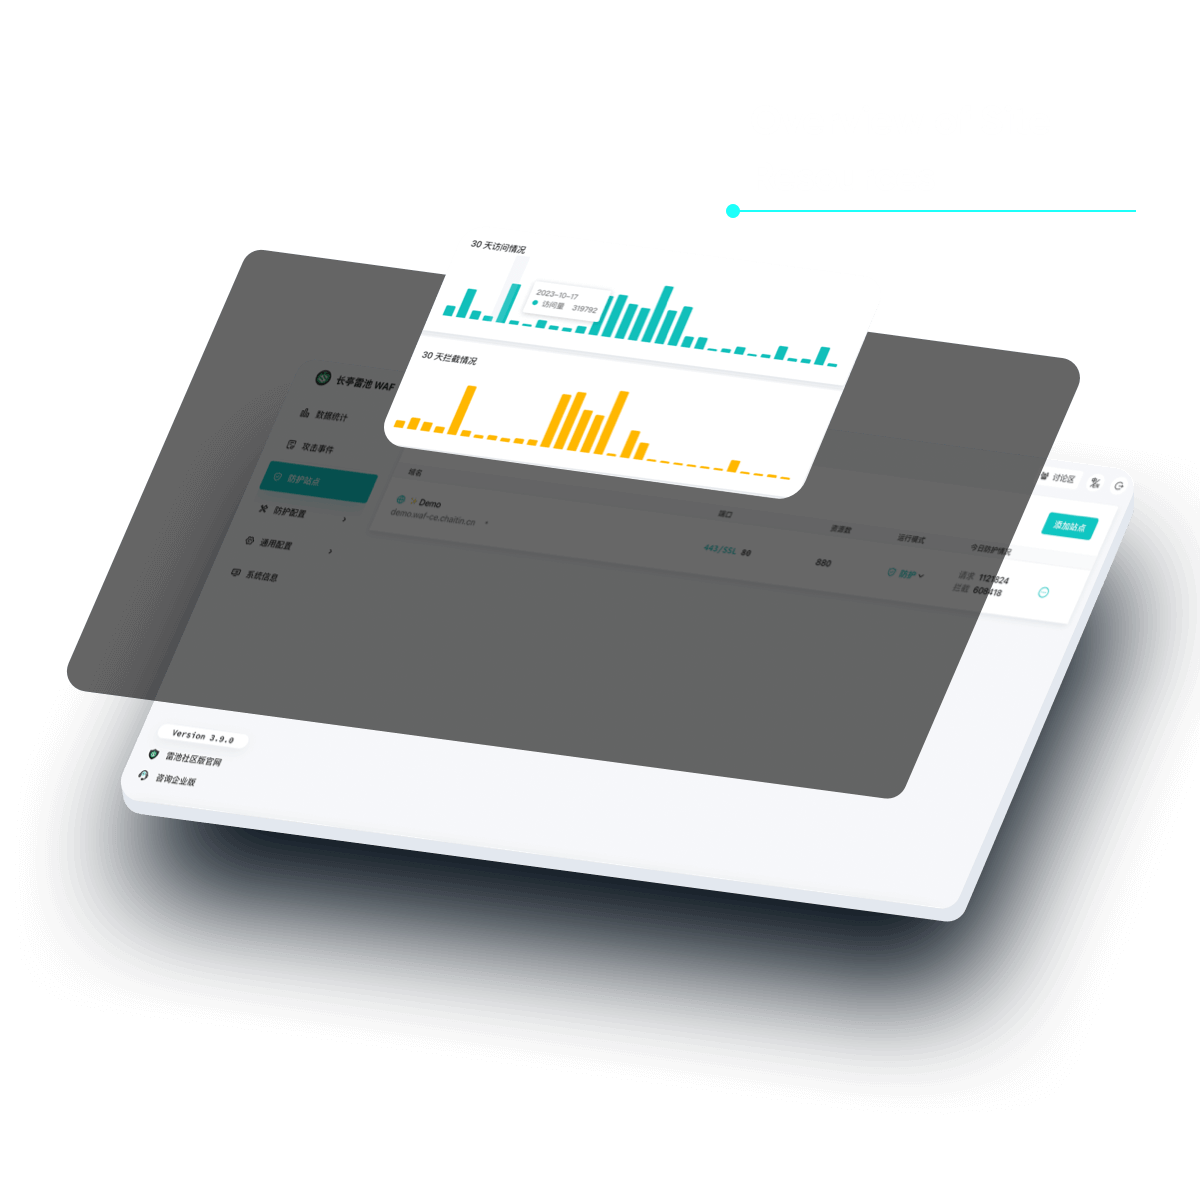 30 天访问情况
2023-10-17
访问量 319792
30 天拦截情况
长亭雷池 WAF
数据统计
攻击事件
防护站点
防护配置
通用配置
系统信息
讨论区
添加站点
域名
端口
资源数
运行模式
今日防护情况
Demo
demo.waf-ce.chaitin.cn
443/SSL 80
880
防护
请求 1121824
拦截 608418
Version 3.9.0
雷池社区版官网
咨询企业版